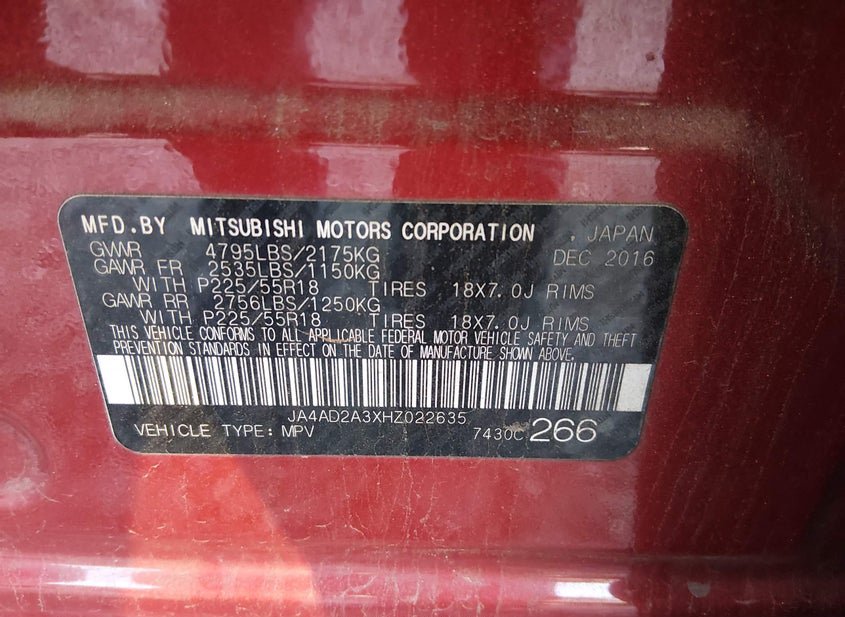 MFD.BY MITSUBISHI MOTORS CORPORATION , JAPAN
GWWR 4795LBS/2175KG DEC 2016
GAWR FR 2535LBS/1150KG
WITH P225/55R18 TIRES 18X7.0J RIMS
GAWR RR 2756LBS/1250KG
WITH P225/55R18 TIRES 18X7.0J RIMS
THIS VEHICLE CONFORMS TO ALL APPLICABLE FEDERAL MOTOR VEHICLE SAFETY AND THEFT
PREVENTION STANDARDS IN EFFECT ON THE DATE OF MANUFACTURE SHOWN ABOVE.
JA4AD2A3XHZ022635
VEHICLE TYPE: MPV 7430C 266